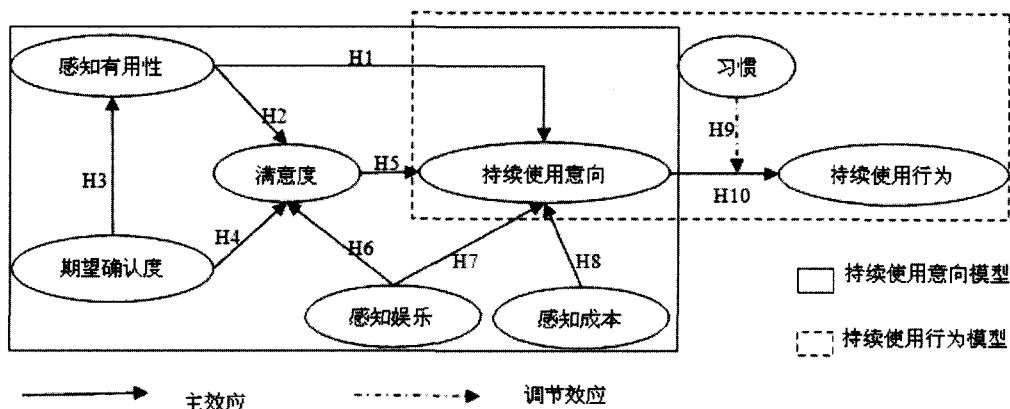 感知有用性
H1
习惯
H2
H9
满意度
H5
持续使用意向
持续使用行为
H3
H10
H4
H6
H7
H8
期望确认度
感知娱乐
感知成本
持续使用意向模型
持续使用行为模型
主效应
调节效应